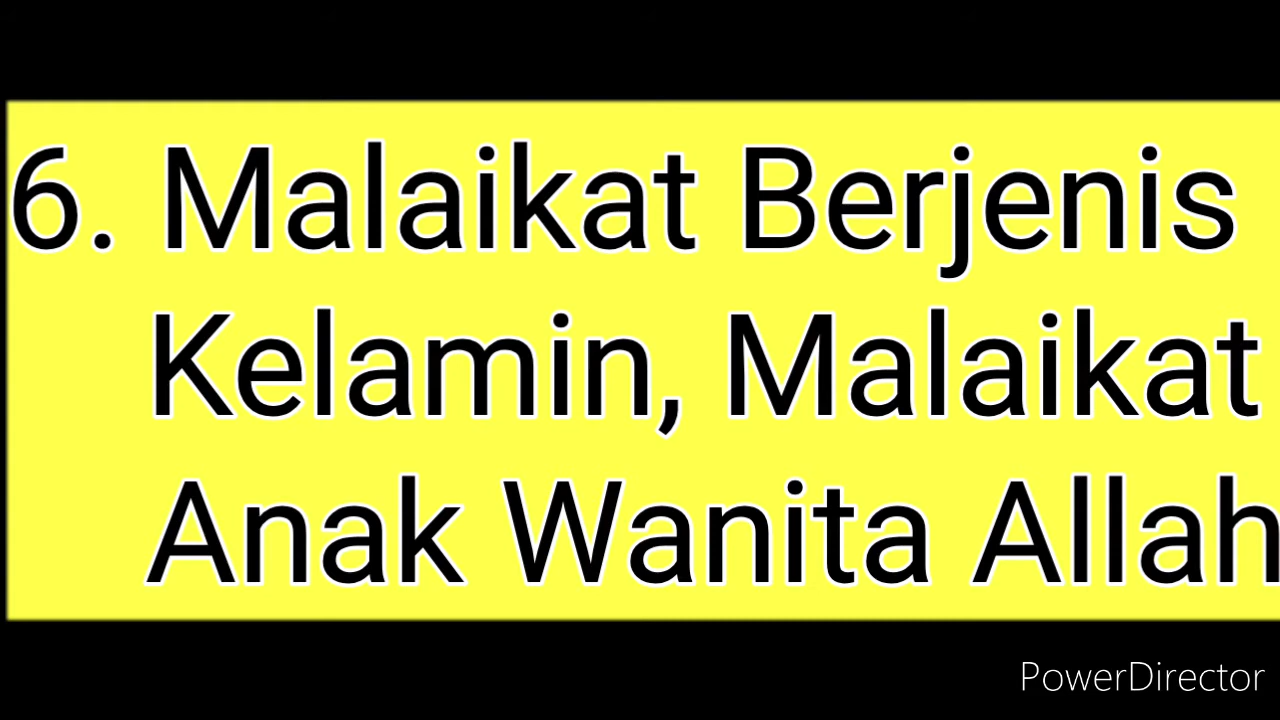 6. Malaikat Berjenis
Kelamin, Malaikat
Anak Wanita Allah
PowerDirector